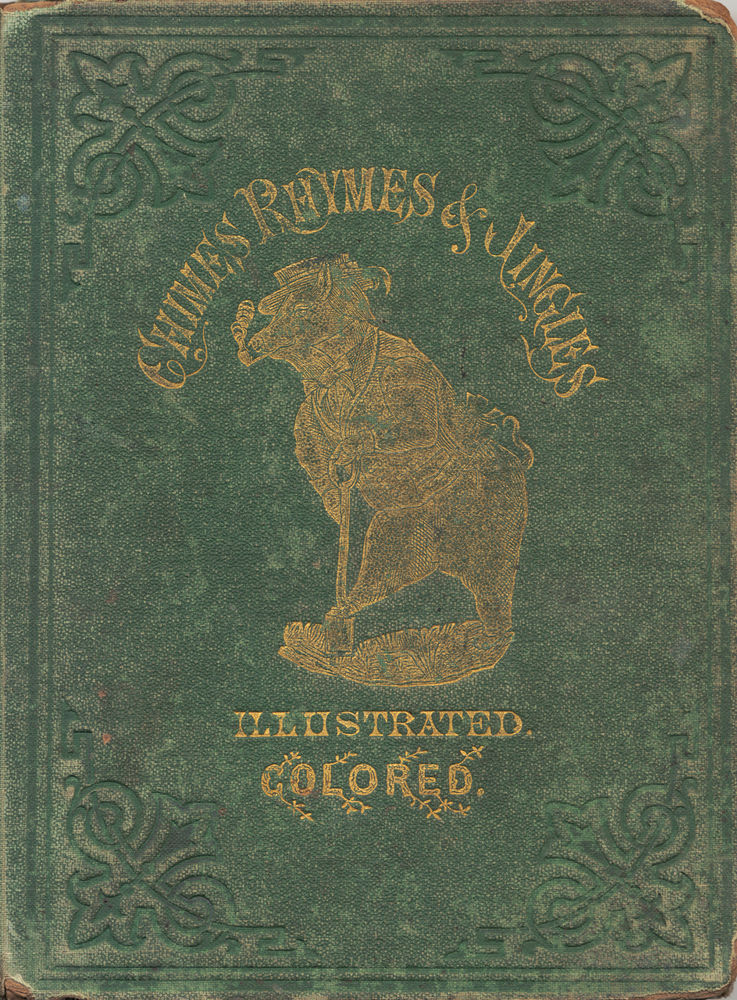 Chimes Rhymes & Jingles
ILLUSTRATED.
COLORED.